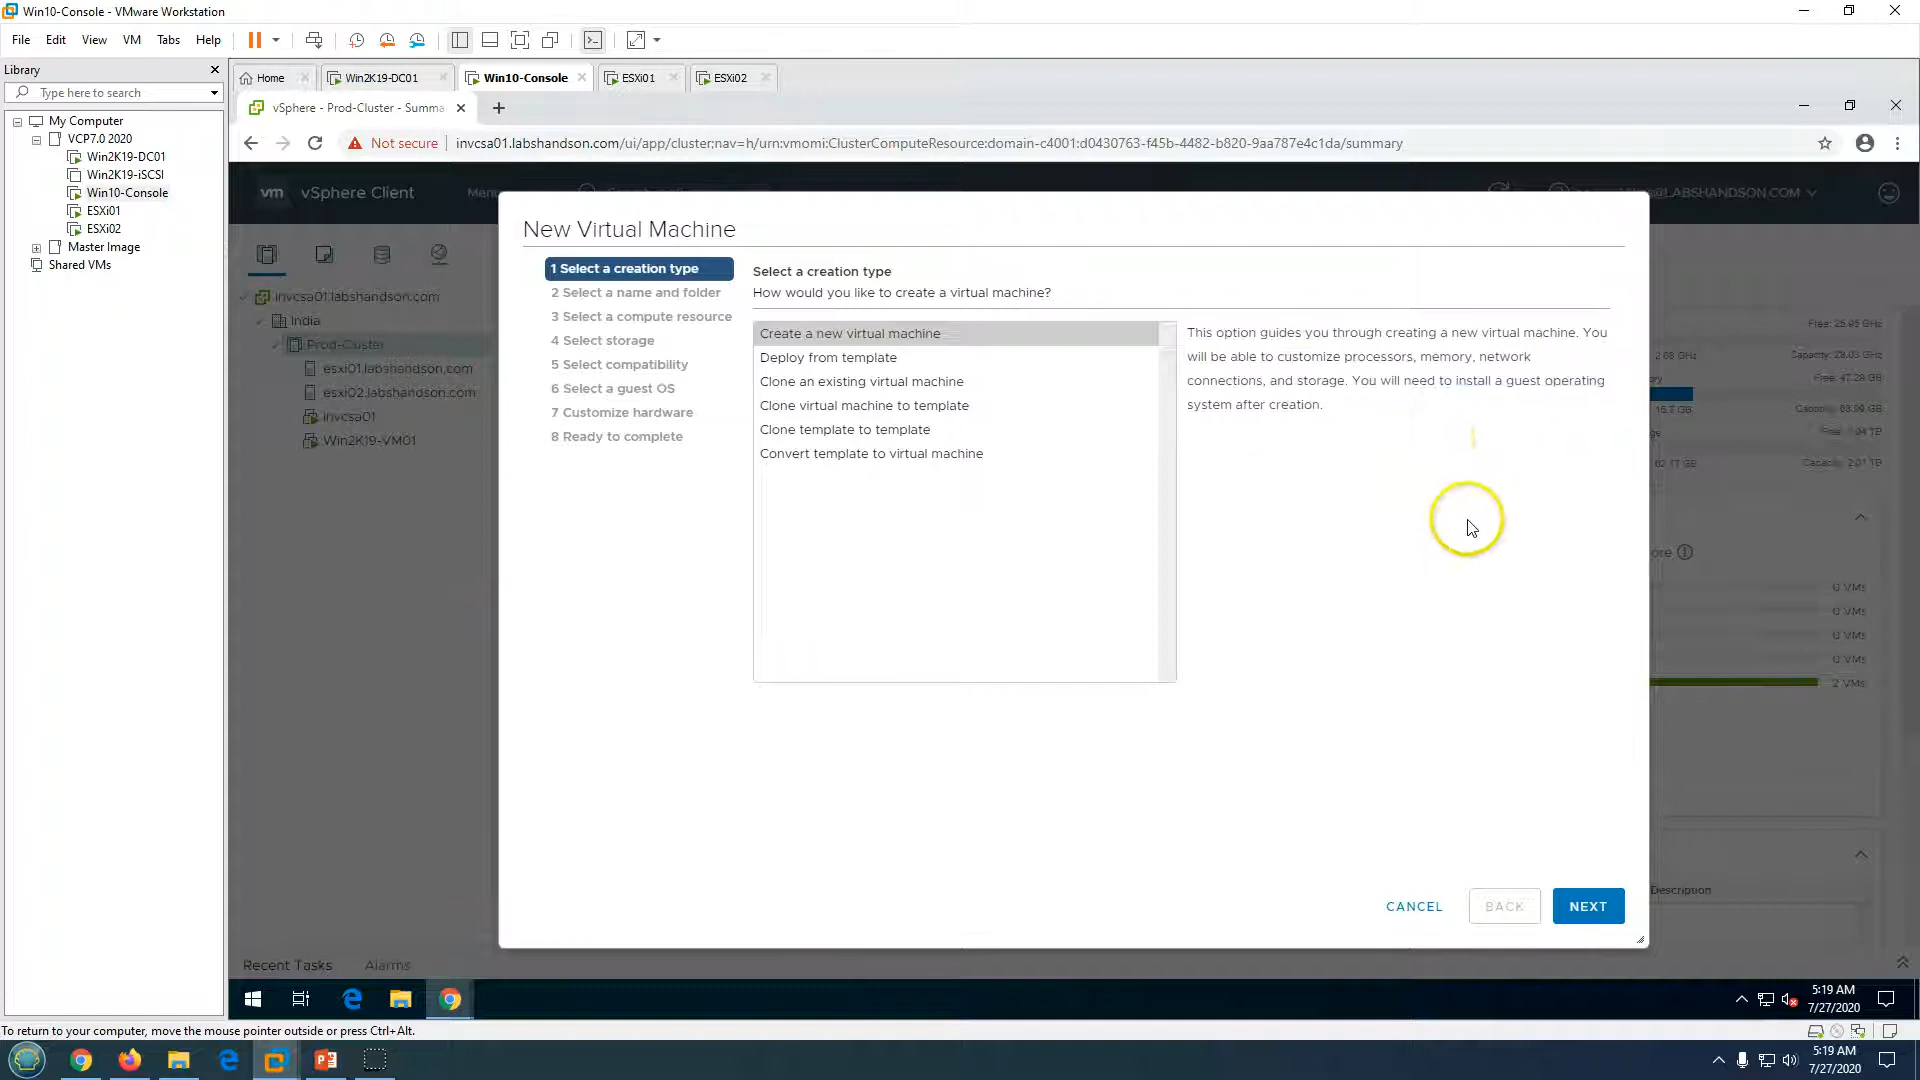 Win10-Console - VMware Workstation
File Edit View VM Tabs Help
Library
Type here to search
My Computer
VCP7.0 2020
Win2K19-DC01
Win2K19-iSCSI
Win10-Console
ESXi01
ESXi02
Master Image
Shared VMs
Home Win2K19-DC01 Win10-Console ESXi01 ESXi02
vSphere - Prod-Cluster - Summa
Not secure invcsa01.labshandson.com/ui/app/cluster;nav=h/urn:vmomi:ClusterComputeResource:domain-c4001:d0430763-f45b-4482-b820-9aa787e4c1da/summary
vm vSphere Client Menu @LABSHANDSON.COM
invcsa01.labshandson.com
India
Prod-Cluster
esxi01.labshandson.com
esxi02.labshandson.com
invcsa01
Win2K19-VM01
New Virtual Machine
1 Select a creation type
2 Select a name and folder
3 Select a compute resource
4 Select storage
5 Select compatibility
6 Select a guest OS
7 Customize hardware
8 Ready to complete
Select a creation type
How would you like to create a virtual machine?
Create a new virtual machine
Deploy from template
Clone an existing virtual machine
Clone virtual machine to template
Clone template to template
Convert template to virtual machine
This option guides you through creating a new virtual machine. You
will be able to customize processors, memory, network
connections, and storage. You will need to install a guest operating
system after creation.
CANCEL BACK NEXT
Free: 25.95 GHz
2.68 GHz Capacity: 28.63 GHz
Free: 47.28 GB
16.7 GB Capacity: 63.99 GB
Free: 1.94 TB
62.17 GB Capacity: 2.01 TB
0 VMs
0 VMs
0 VMs
0 VMs
2 VMs
Description
Recent Tasks Alarms
5:19 AM
7/27/2020
To return to your computer, move the mouse pointer outside or press Ctrl+Alt.
5:19 AM
7/27/2020